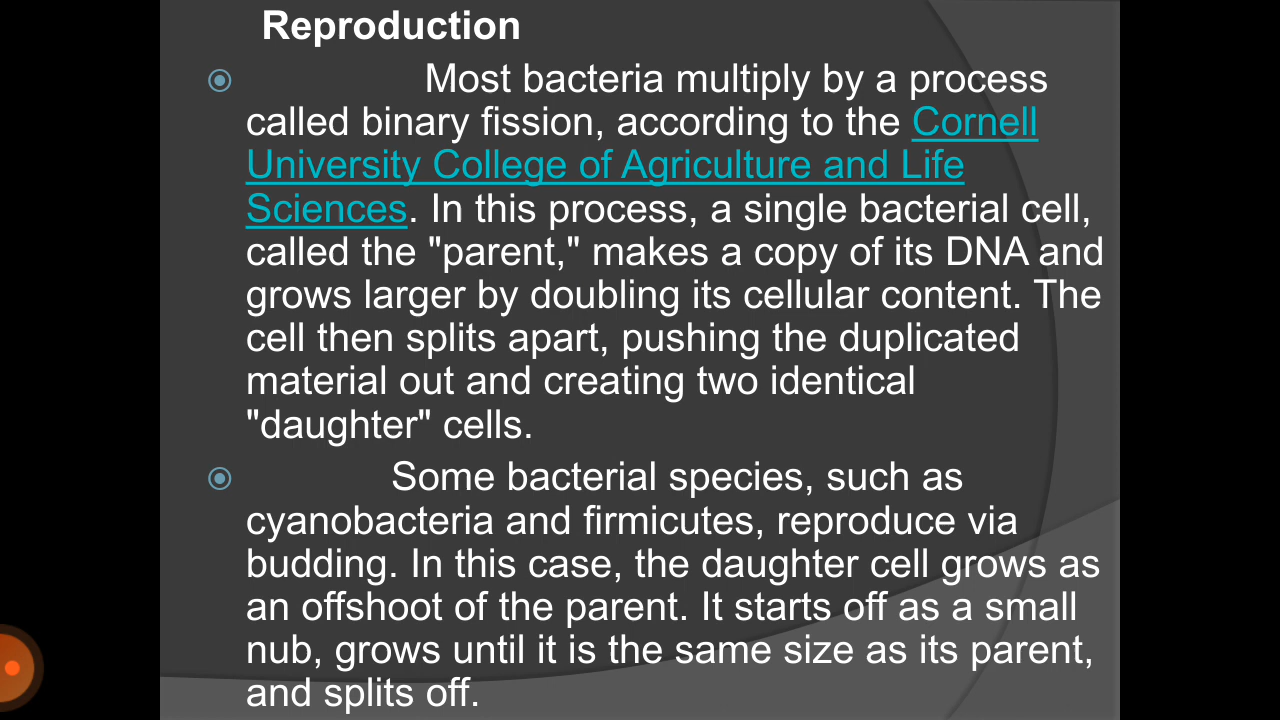 Reproduction
Most bacteria multiply by a process
called binary fission, according to the Cornell
University College of Agriculture and Life
Sciences. In this process, a single bacterial cell,
called the "parent," makes a copy of its DNA and
grows larger by doubling its cellular content. The
cell then splits apart, pushing the duplicated
material out and creating two identical
"daughter" cells.
Some bacterial species, such as
cyanobacteria and firmicutes, reproduce via
budding. In this case, the daughter cell grows as
an offshoot of the parent. It starts off as a small
nub, grows until it is the same size as its parent,
and splits off.